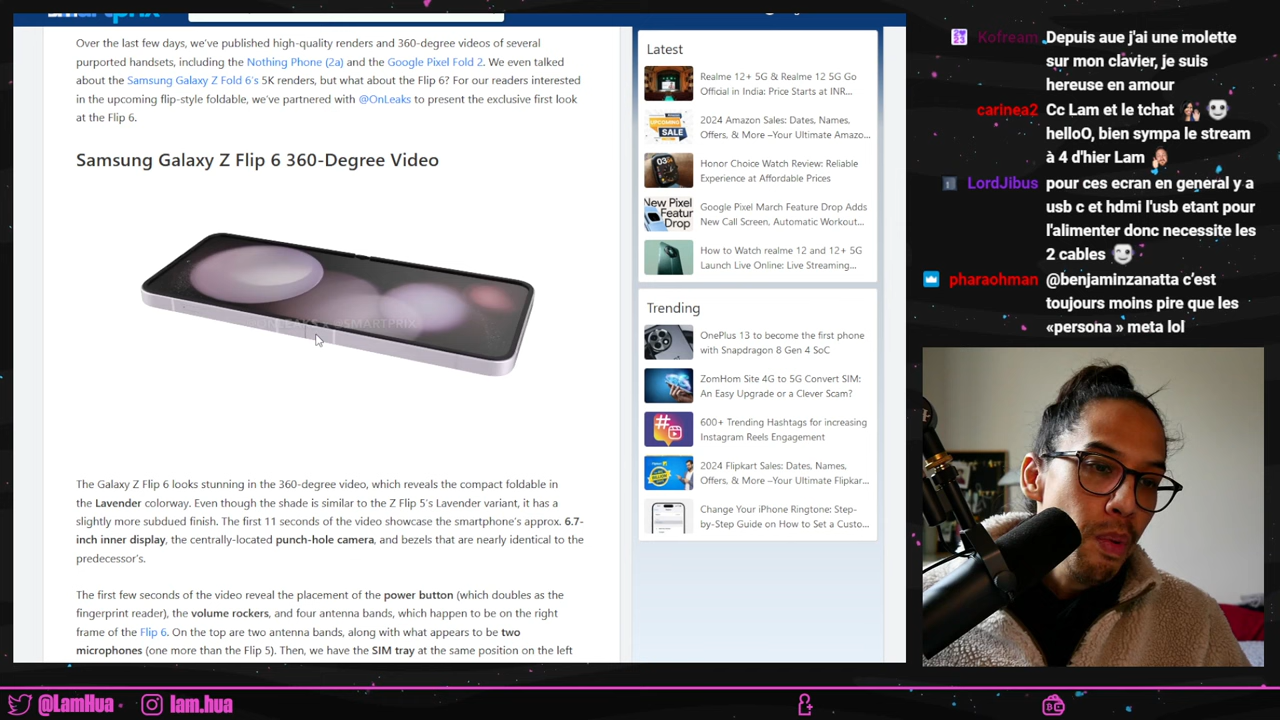 Over the last few days, we've published high-quality renders and 360-degree videos of several
purported handsets, including the Nothing Phone (2a) and the Google Pixel Fold 2. We even talked
about the Samsung Galaxy Z Fold 6's 5K renders, but what about the Flip 6? For our readers interested
in the upcoming flip-style foldable, we've partnered with @OnLeaks to present the exclusive first look
at the Flip 6.
Samsung Galaxy Z Flip 6 360-Degree Video
ONLEAKS x @SMARTPRIX
The Galaxy Z Flip 6 looks stunning in the 360-degree video, which reveals the compact foldable in
the Lavender colorway. Even though the shade is similar to the Z Flip 5's Lavender variant, it has a
slightly more subdued finish. The first 11 seconds of the video showcase the smartphone's approx. 6.7-
inch inner display, the centrally-located punch-hole camera, and bezels that are nearly identical to the
predecessor's.
The first few seconds of the video reveal the placement of the power button (which doubles as the
fingerprint reader), the volume rockers, and four antenna bands, which happen to be on the right
frame of the Flip 6. On the top are two antenna bands, along with what appears to be two
microphones (one more than the Flip 5). Then, we have the SIM tray at the same position on the left
Latest
Realme 12+ 5G & Realme 12 5G Go
Official in India: Price Starts at INR...
UPCOMING
SALE
2024 Amazon Sales: Dates, Names,
Offers, & More –Your Ultimate Amazo...
Honor Choice Watch Review: Reliable
Experience at Affordable Prices
New Pixel
Featur
Drop
Google Pixel March Feature Drop Adds
New Call Screen, Automatic Workout...
How to Watch realme 12 and 12+ 5G
Launch Live Online: Live Streaming...
Trending
OnePlus 13 to become the first phone
with Snapdragon 8 Gen 4 SoC
ZomHom Site 4G to 5G Convert SIM:
An Easy Upgrade or a Clever Scam?
600+ Trending Hashtags for increasing
Instagram Reels Engagement
2024 Flipkart Sales: Dates, Names,
Offers, & More –Your Ultimate Flipkar...
Change Your iPhone Ringtone: Step-
by-Step Guide on How to Set a Custo...
Kofream Depuis aue j'ai une molette
sur mon clavier, je suis
hereuse en amour
carinea2 Cc Lam et le tchat
helloO, bien sympa le stream
à 4 d'hier Lam
LordJibus pour ces ecran en general y a
usb c et hdmi l'usb etant pour
l'alimenter donc necessite les
2 cables
pharaohman @benjaminzanatta c'est
toujours moins pire que les
«persona » meta lol
@LamHua
lam.hua